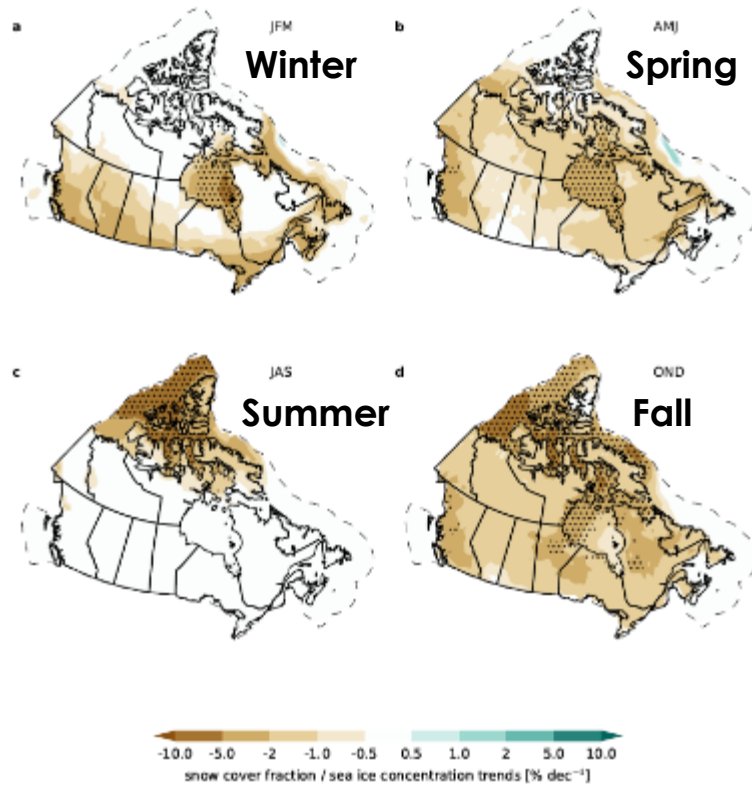 a JFM b AMJ
Winter Spring
c JAS d OND
Summer Fall
-10.0 -5.0 -2 -1.0 -0.5 0.5 1.0 2 5.0 10.0
snow cover fraction / sea ice concentration trends [% dec⁻¹]